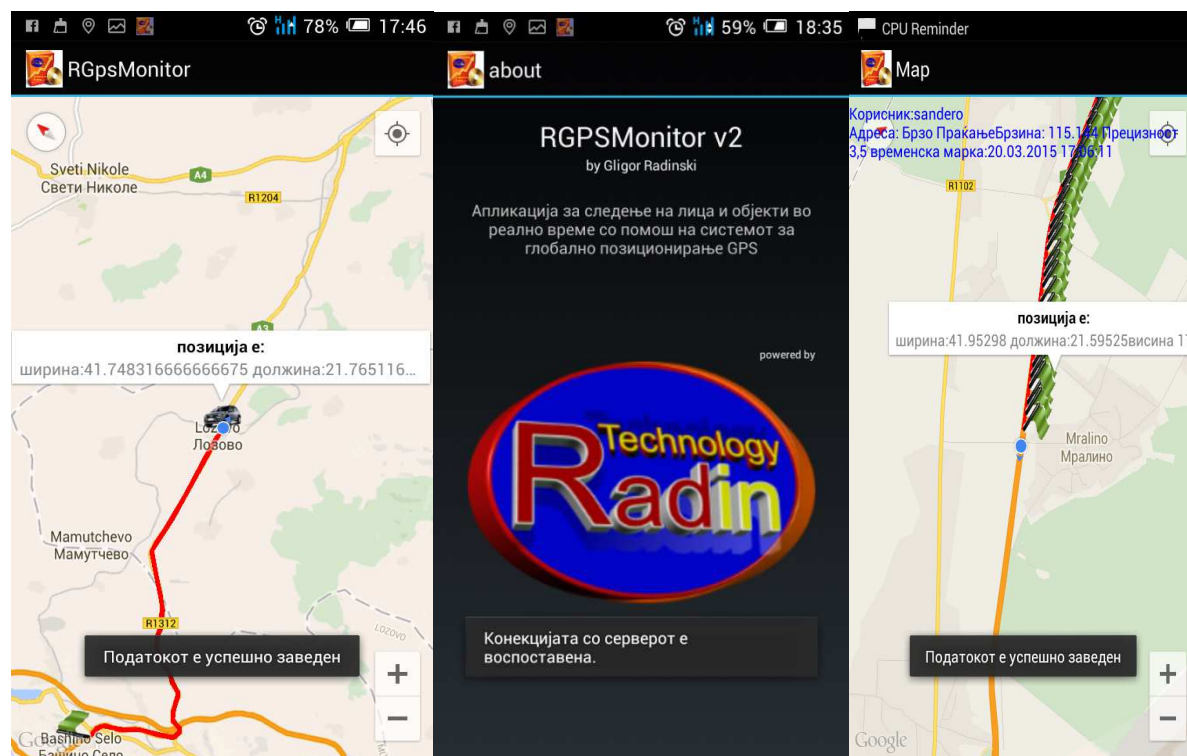 78% 17:46
RGpsMonitor
Sveti Nikole
Свети Николе
A4
R1204
A3
позиција е:
ширина:41.748316666666675 должина:21.765116...
Lozovo
Лозово
Mamutchevo
Мамутчево
R1312
Lozovo
Податокот е успешно заведен
Bashino Selo
Башино Село
59% 18:35
about
RGPSMonitor v2
by Gligor Radinski
Апликација за следење на лица и објекти во
реално време со помош на системот за
глобално позиционирање GPS
powered by
Technology
Radin
Конекцијата со серверот е
воспоставена.
CPU Reminder
Map
Корисник:sandero
Адреса: Брзо ПраќањеБрзина: 115.144 Прецизност
3,5 временска марка:20.03.2015 17:06:11
R1102
позиција е:
ширина:41.95298 должина:21.59525висина 1
Mralino
Мралино
Податокот е успешно заведен
Google